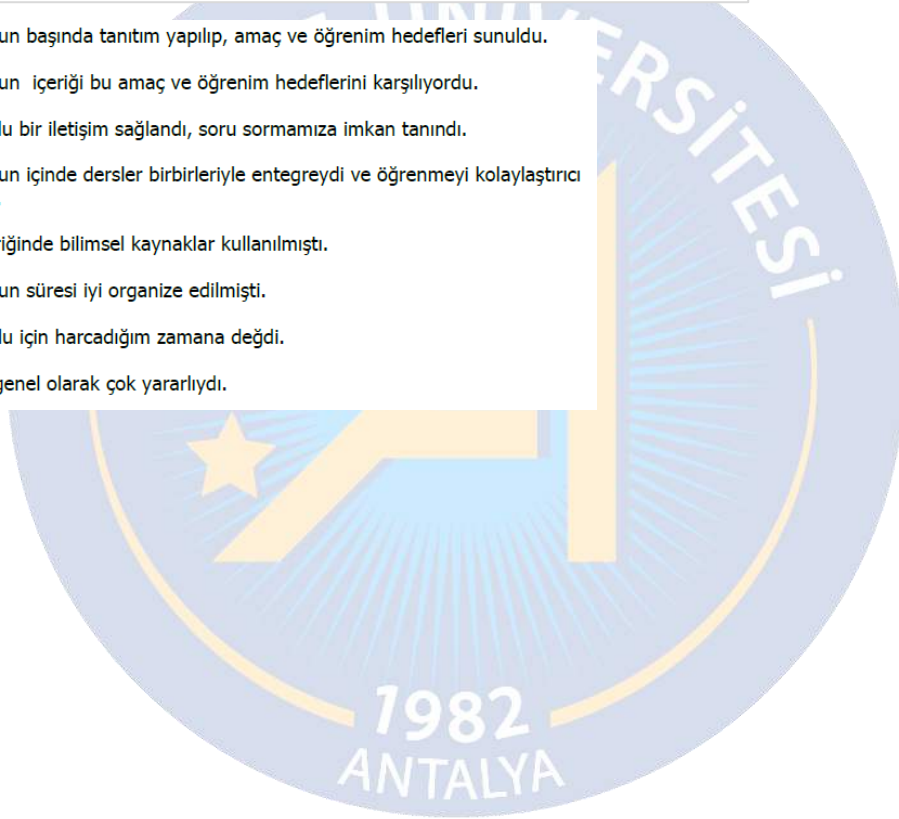 un başında tanıtım yapılıp, amaç ve öğrenim hedefleri sunuldu.
un içeriği bu amaç ve öğrenim hedeflerini karşılıyordu.
lu bir iletişim sağlandı, soru sormamıza imkan tanındı.
un içinde dersler birbirleriyle entegreydi ve öğrenmeyi kolaylaştırıcı
riğinde bilimsel kaynaklar kullanılmıştı.
un süresi iyi organize edilmişti.
lu için harcadığım zamana değdi.
genel olarak çok yararlıydı.
ERSİTESİ
1982
ANTALYA